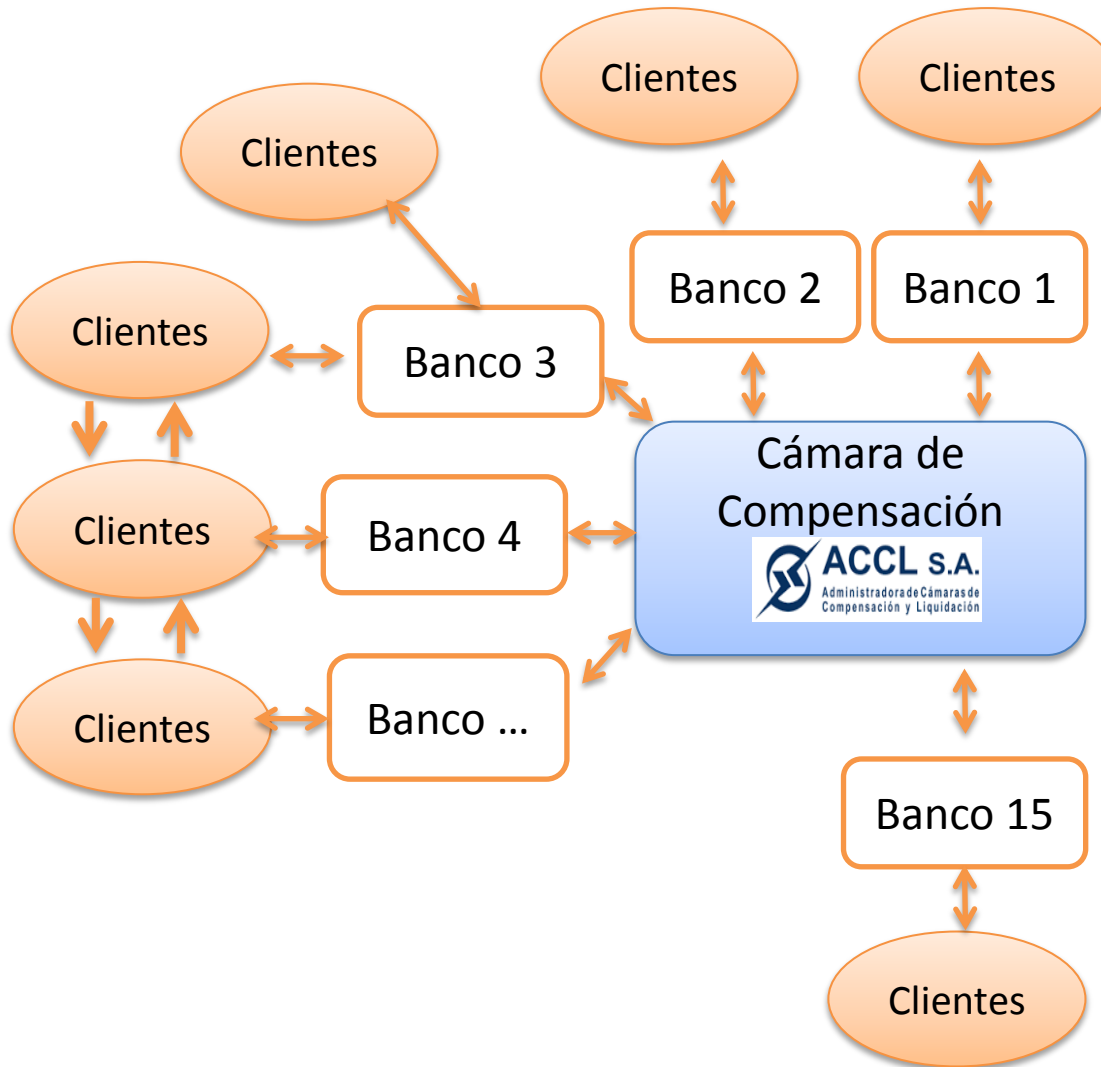 Clientes
Clientes
Clientes
Banco 2
Banco 1
Clientes
Banco 3
Cámara de
Compensación
ACCL S.A.
Administradora de Cámaras de
Compensación y Liquidación
Clientes
Banco 4
Clientes
Banco ...
Banco 15
Clientes